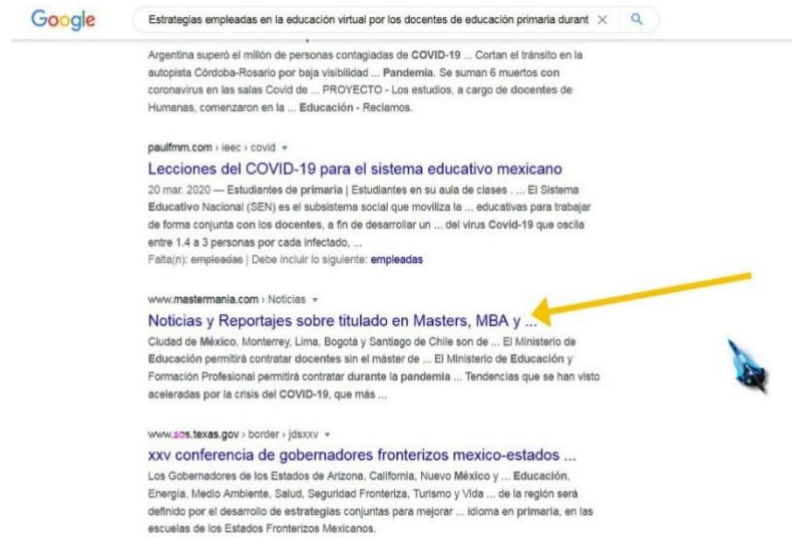 Google
Estrategias empleadas en la educación virtual por los docentes de educación primaria durant
Argentina superó el millón de personas contagiadas de COVID-19 ... Cortan el tránsito en la
autopista Córdoba-Rosario por baja visibilidad ... Pandemia. Se suman 6 muertos con
coronavirus en las salas Covid de ... PROYECTO - Los estudios, a cargo de docentes de
Humanas, comenzaron en la ... Educación - Reclamos.
paulfmm.com › ieec › covid
Lecciones del COVID-19 para el sistema educativo mexicano
20 mar. 2020 — Estudiantes de primaria | Estudiantes en su aula de clases . ... El Sistema
Educativo Nacional (SEN) es el subsistema social que moviliza la ... educativas para trabajar
de forma conjunta con los docentes, a fin de desarrollar un ... del virus Covid-19 que oscila
entre 1.4 a 3 personas por cada infectado, ...
Falta(n): empleadas | Debe incluir lo siguiente: empleadas
www.mastermania.com › Noticias
Noticias y Reportajes sobre titulado en Masters, MBA y ...
Ciudad de México, Monterrey, Lima, Bogotá y Santiago de Chile son de ... El Ministerio de
Educación permitirá contratar docentes sin el máster de ... El Ministerio de Educación y
Formación Profesional permitirá contratar durante la pandemia ... Tendencias que se han visto
aceleradas por la crisis del COVID-19, que más ...
www.sos.texas.gov › border › jdsxxv
xxv conferencia de gobernadores fronterizos mexico-estados ...
Los Gobernadores de los Estados de Arizona, California, Nuevo México y ... Educación,
Energía, Medio Ambiente, Salud, Seguridad Fronteriza, Turismo y Vida ... de la región será
definido por el desarrollo de estrategias conjuntas para mejorar ... idioma en primaria, en las
escuelas de los Estados Fronterizos Mexicanos.